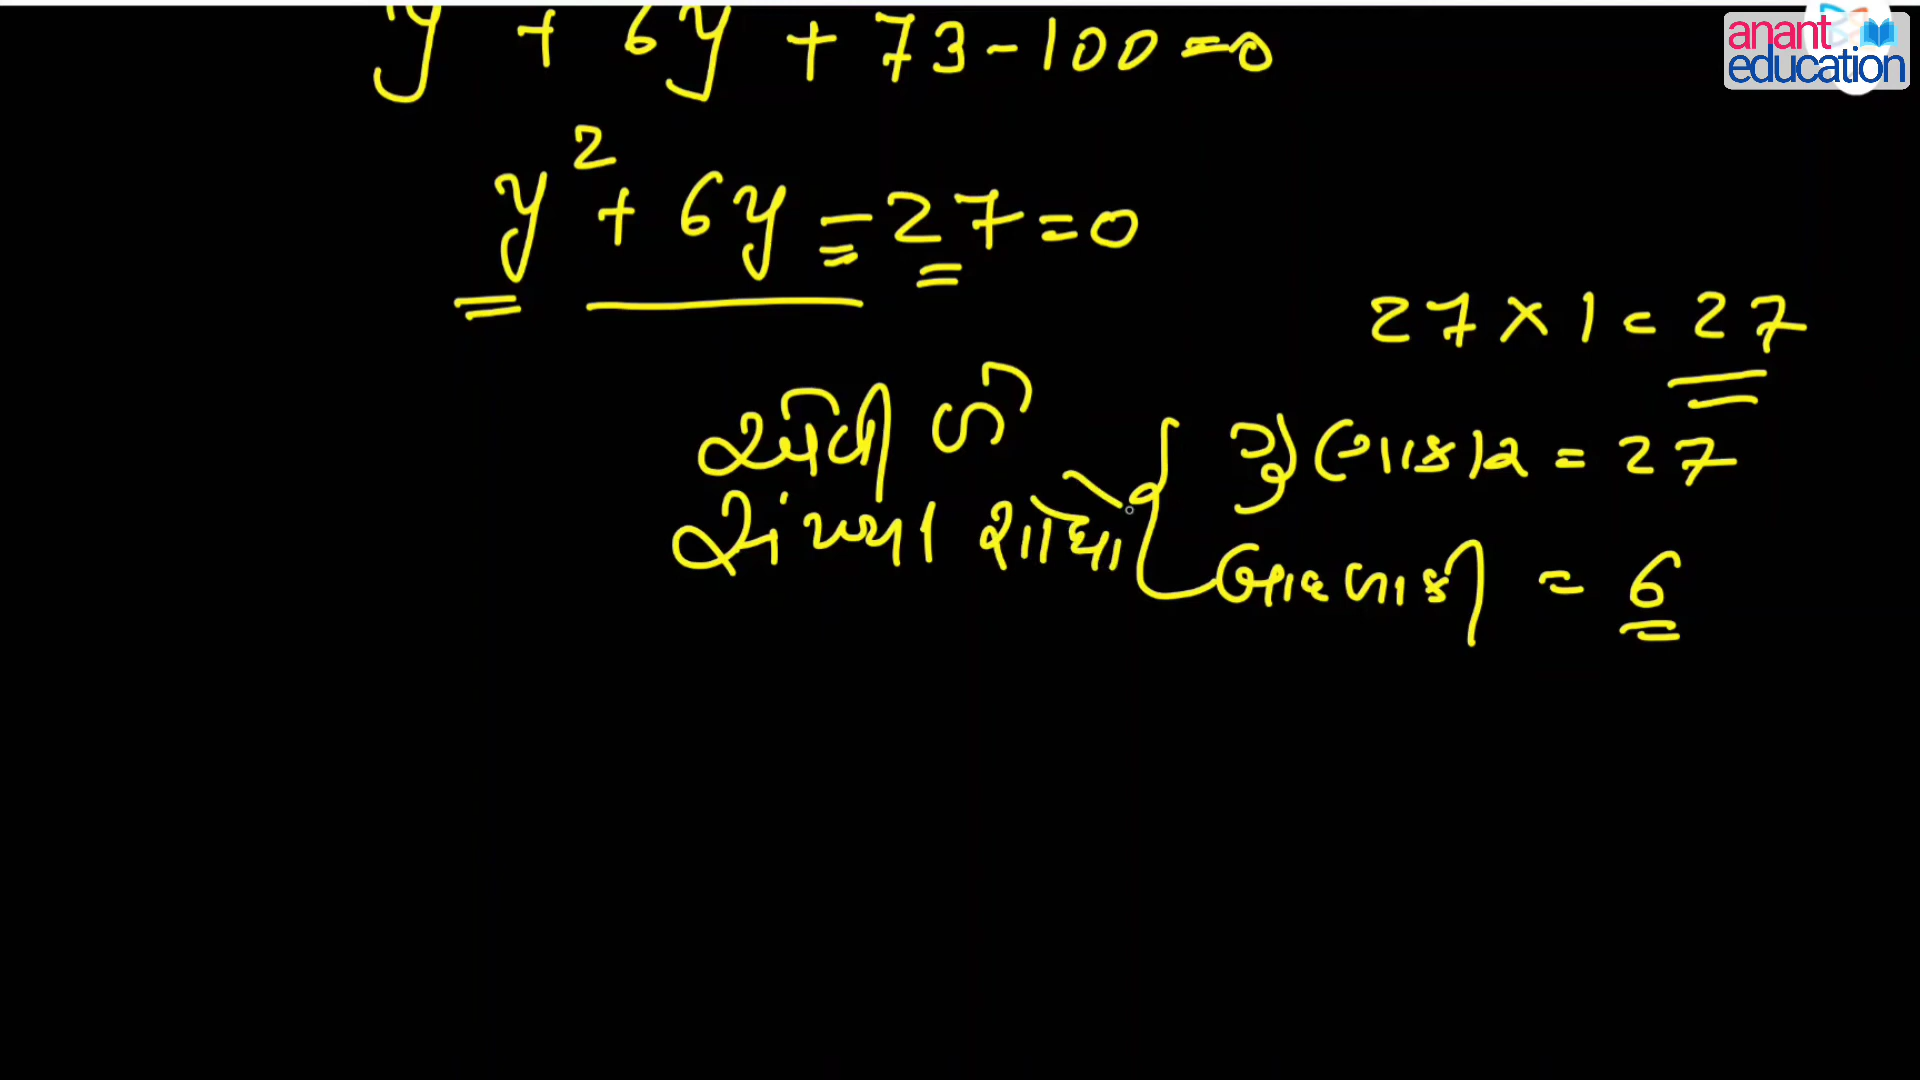 y + 6y + 73 - 100 = 0
anant
education
y² + 6y - 27 = 0
27 × 1 = 27
એવી બે
સંખ્યા શોધો
ગુણાકાર = 27
બાદબાકી = 6